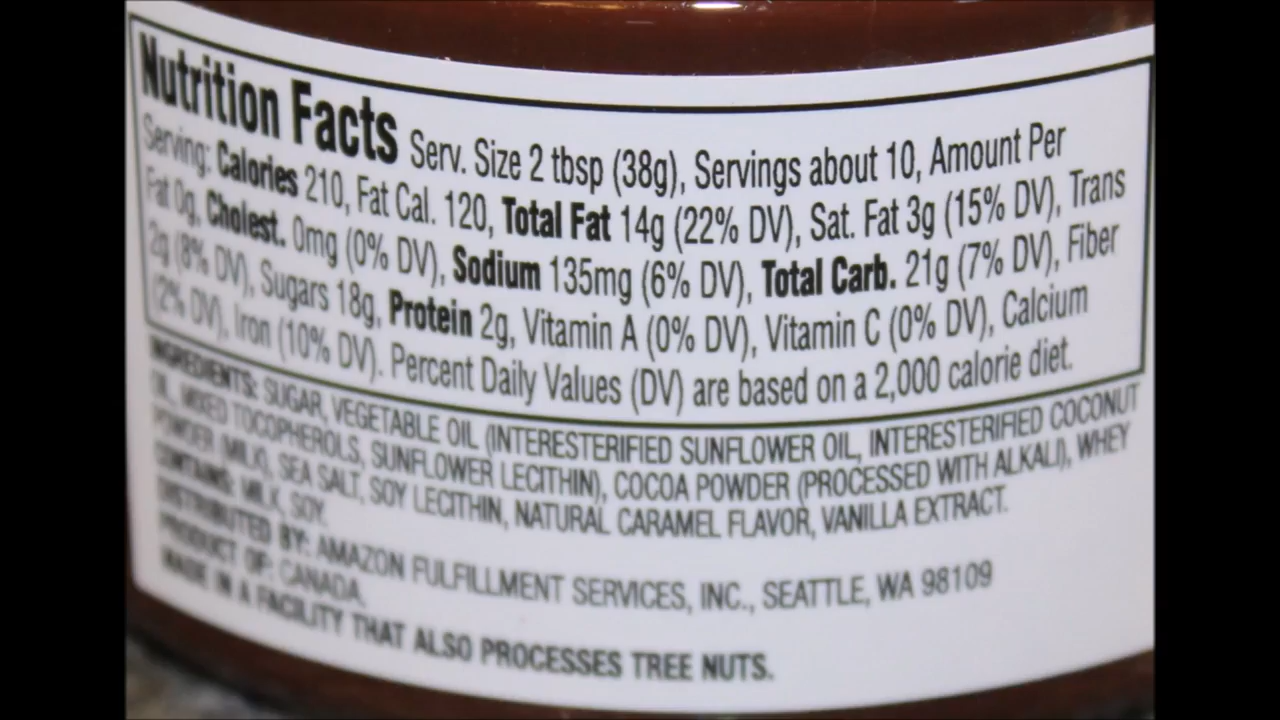 Nutrition Facts Serv. Size 2 tbsp (38g), Servings about 10, Amount Per
Serving: Calories 210, Fat Cal. 120, Total Fat 14g (22% DV), Sat. Fat 3g (15% DV), Trans
Fat 0g, Cholest. 0mg (0% DV), Sodium 135mg (6% DV), Total Carb. 21g (7% DV), Fiber
2g (8% DV), Sugars 18g, Protein 2g, Vitamin A (0% DV), Vitamin C (0% DV), Calcium
(2% DV), Iron (10% DV). Percent Daily Values (DV) are based on a 2,000 calorie diet.
INGREDIENTS: SUGAR, VEGETABLE OIL (INTERESTERIFIED SUNFLOWER OIL, INTERESTERIFIED COCONUT
OIL, MIXED TOCOPHEROLS, SUNFLOWER LECITHIN), COCOA POWDER (PROCESSED WITH ALKALI), WHEY
POWDER (MILK), SEA SALT, SOY LECITHIN, NATURAL CARAMEL FLAVOR, VANILLA EXTRACT.
CONTAINS: MILK, SOY.
DISTRIBUTED BY: AMAZON FULFILLMENT SERVICES, INC., SEATTLE, WA 98109
PRODUCT OF: CANADA.
MADE IN A FACILITY THAT ALSO PROCESSES TREE NUTS.